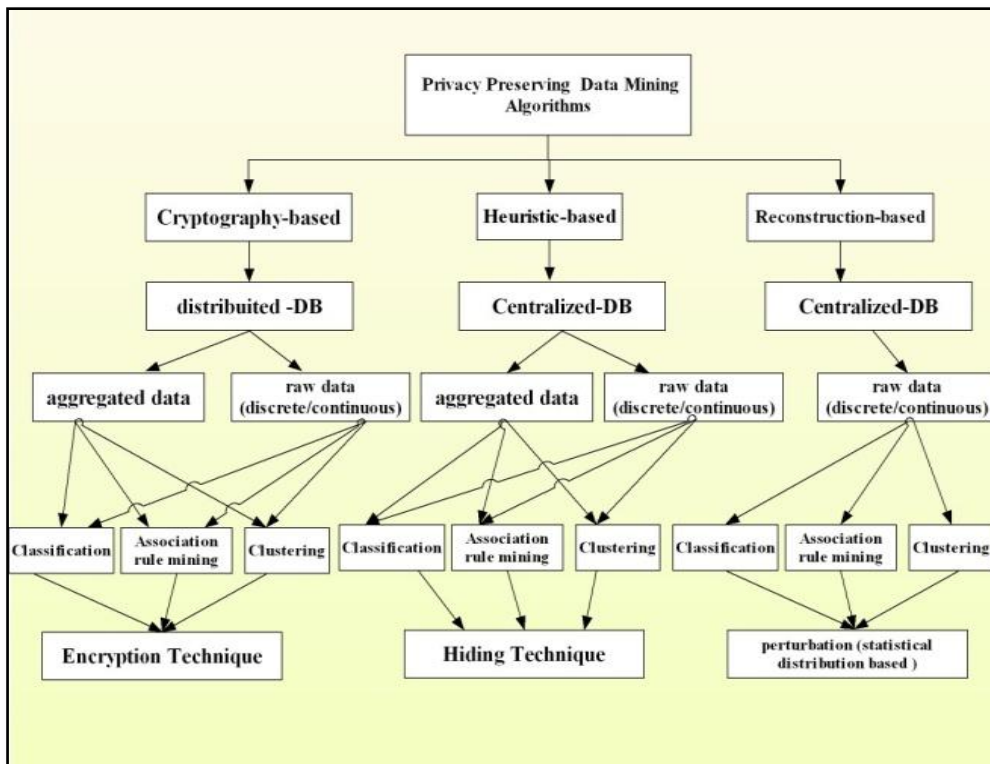 Privacy Preserving Data Mining
Algorithms
Cryptography-based
Heuristic-based
Reconstruction-based
distribuited -DB
Centralized-DB
Centralized-DB
aggregated data
raw data
(discrete/continuous)
aggregated data
raw data
(discrete/continuous)
raw data
(discrete/continuous)
Classification
Association
rule mining
Clustering
Classification
Association
rule mining
Clustering
Classification
Association
rule mining
Clustering
Encryption Technique
Hiding Technique
perturbation (statistical
distribution based )